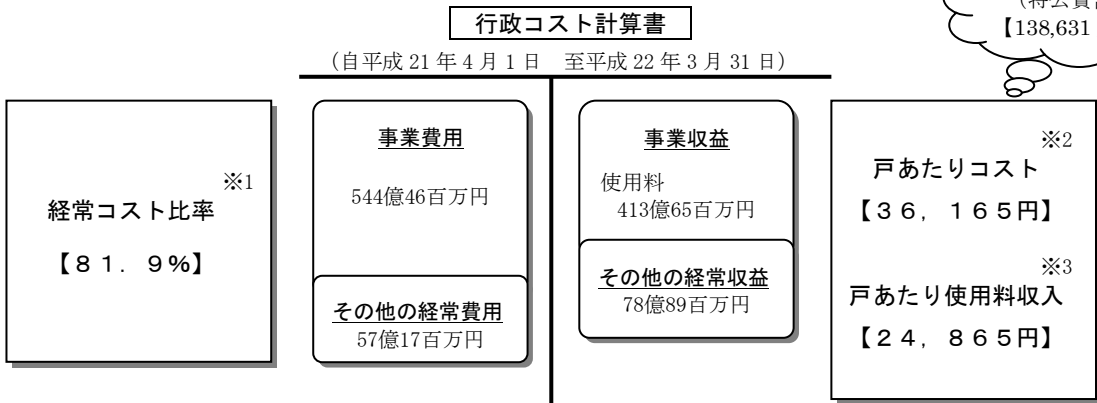 行政コスト計算書
【138,631
(自平成 21 年 4 月 1 日　至平成 22 年 3 月 31 日)
※1
経常コスト比率
【８１．９%】
事業費用
544億46百万円
その他の経常費用
57億17百万円
事業収益
使用料
413億65百万円
その他の経常収益
78億89百万円
※2
戸あたりコスト
【３６，１６５円】
※3
戸あたり使用料収入
【２４，８６５円】